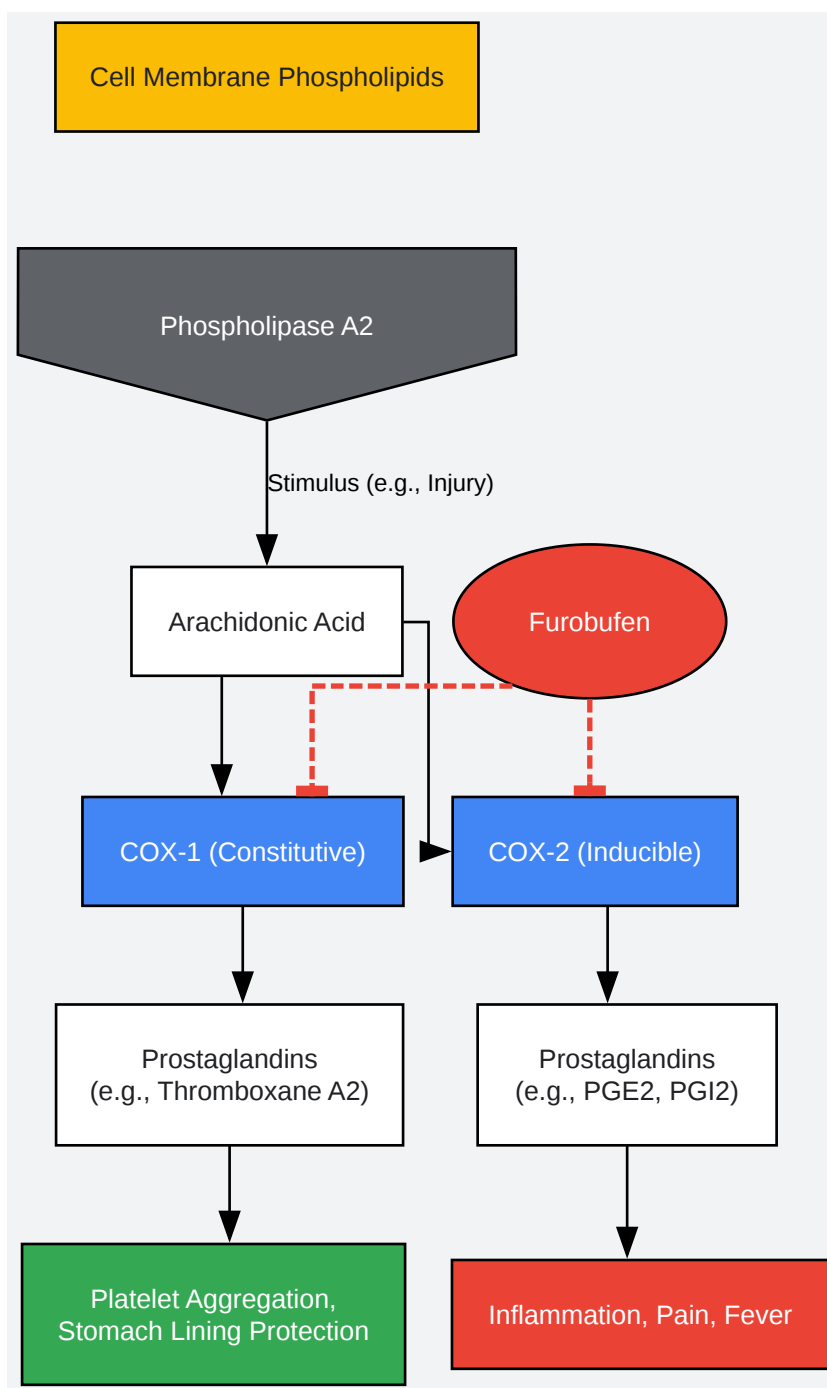 Cell Membrane Phospholipids
Phospholipase A2
Stimulus (e.g., Injury)
Arachidonic Acid
Furobufen
COX-1 (Constitutive)
COX-2 (Inducible)
Prostaglandins
(e.g., Thromboxane A2)
Prostaglandins
(e.g., PGE2, PGI2)
Platelet Aggregation,
Stomach Lining Protection
Inflammation, Pain, Fever